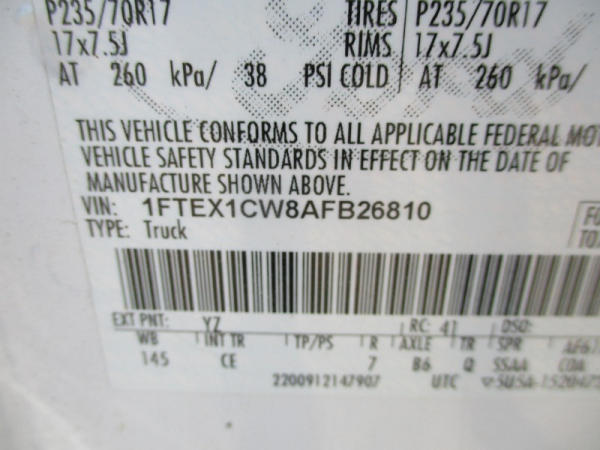 P235/70R17 TIRES P235/70R17
17x7.5J RIMS 17x7.5J
AT 260 kPa/ 38 PSI COLD AT 260 kPa/
THIS VEHICLE CONFORMS TO ALL APPLICABLE FEDERAL MOT
VEHICLE SAFETY STANDARDS IN EFFECT ON THE DATE OF
MANUFACTURE SHOWN ABOVE.
VIN: 1FTEX1CW8AFB26810
TYPE: Truck
EXT PNT: YZ RC: 41 DSO:
WB INT TR TP/PS R AXLE TR SPR
145 CE 7 B6 Q SSAA
2200912147907 UTC